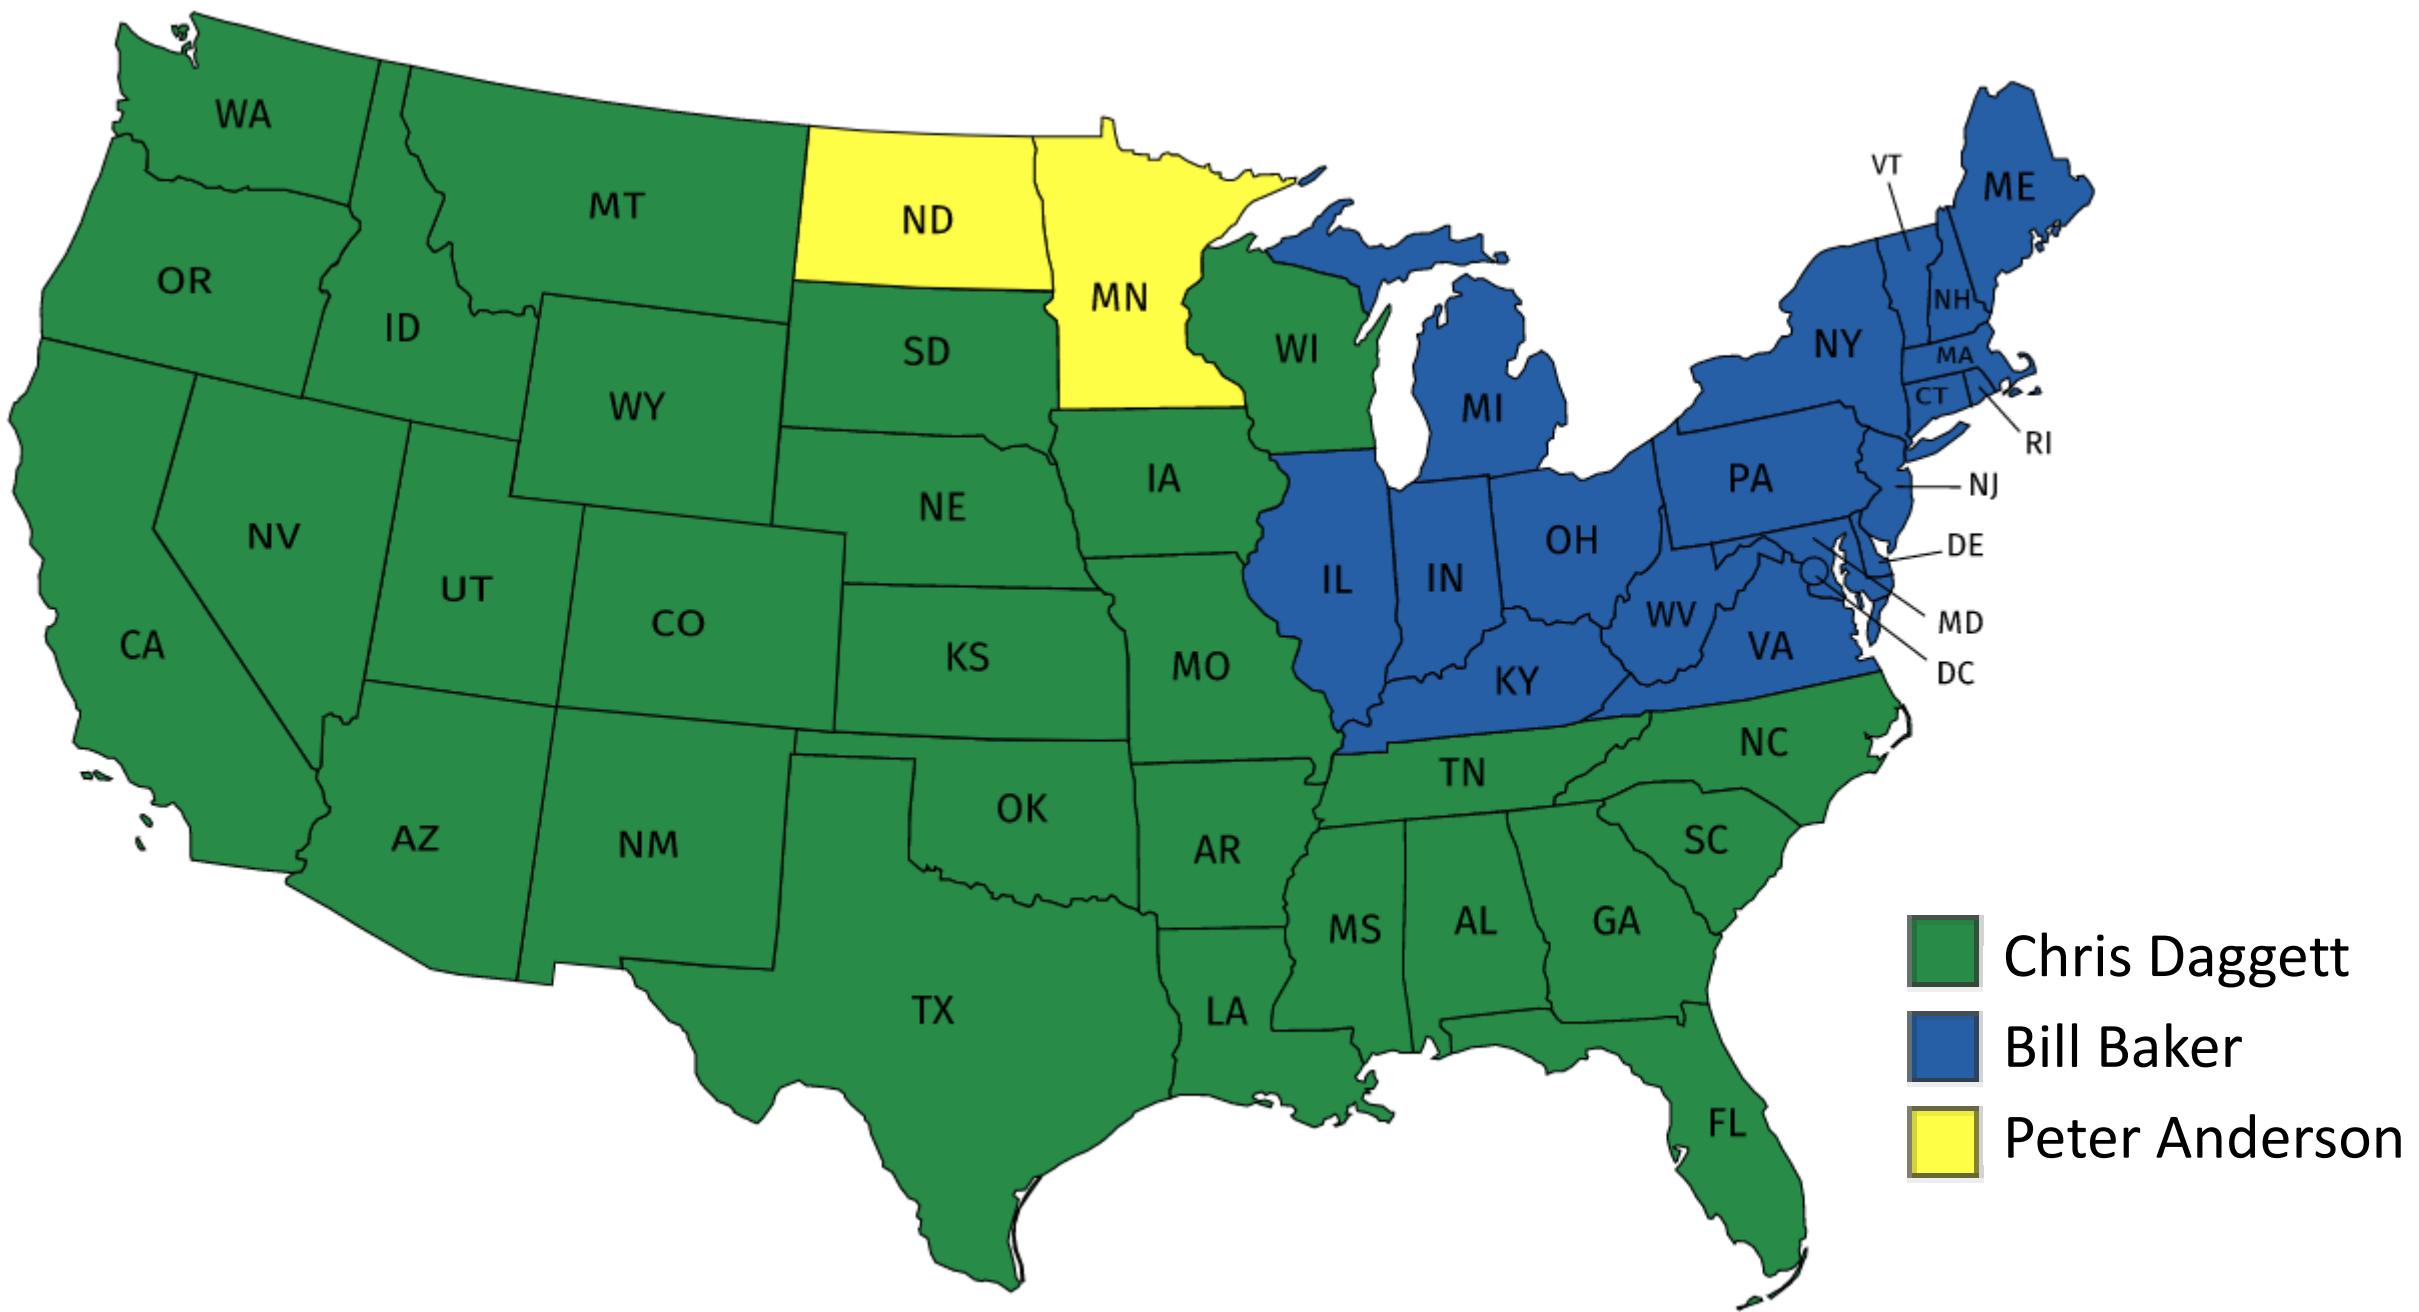 WA
MT
ND
MN
VT
ME
OR
ID
SD
WI
NH
NY
MA
WY
MI
CT
RI
IA
PA
NJ
NE
NV
OH
DE
UT
IL
IN
CO
WV
MD
CA
KS
MO
KY
VA
DC
NC
TN
OK
AZ
NM
AR
SC
MS
AL
GA
TX
LA
FL
Chris Daggett
Bill Baker
Peter Anderson